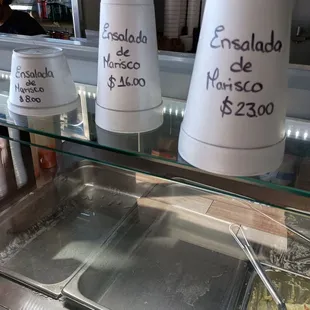 Ensalada
de
Marisco
$8.00
Ensalada
de
Marisco
$16.00
Ensalada
de
Marisco
$23.00